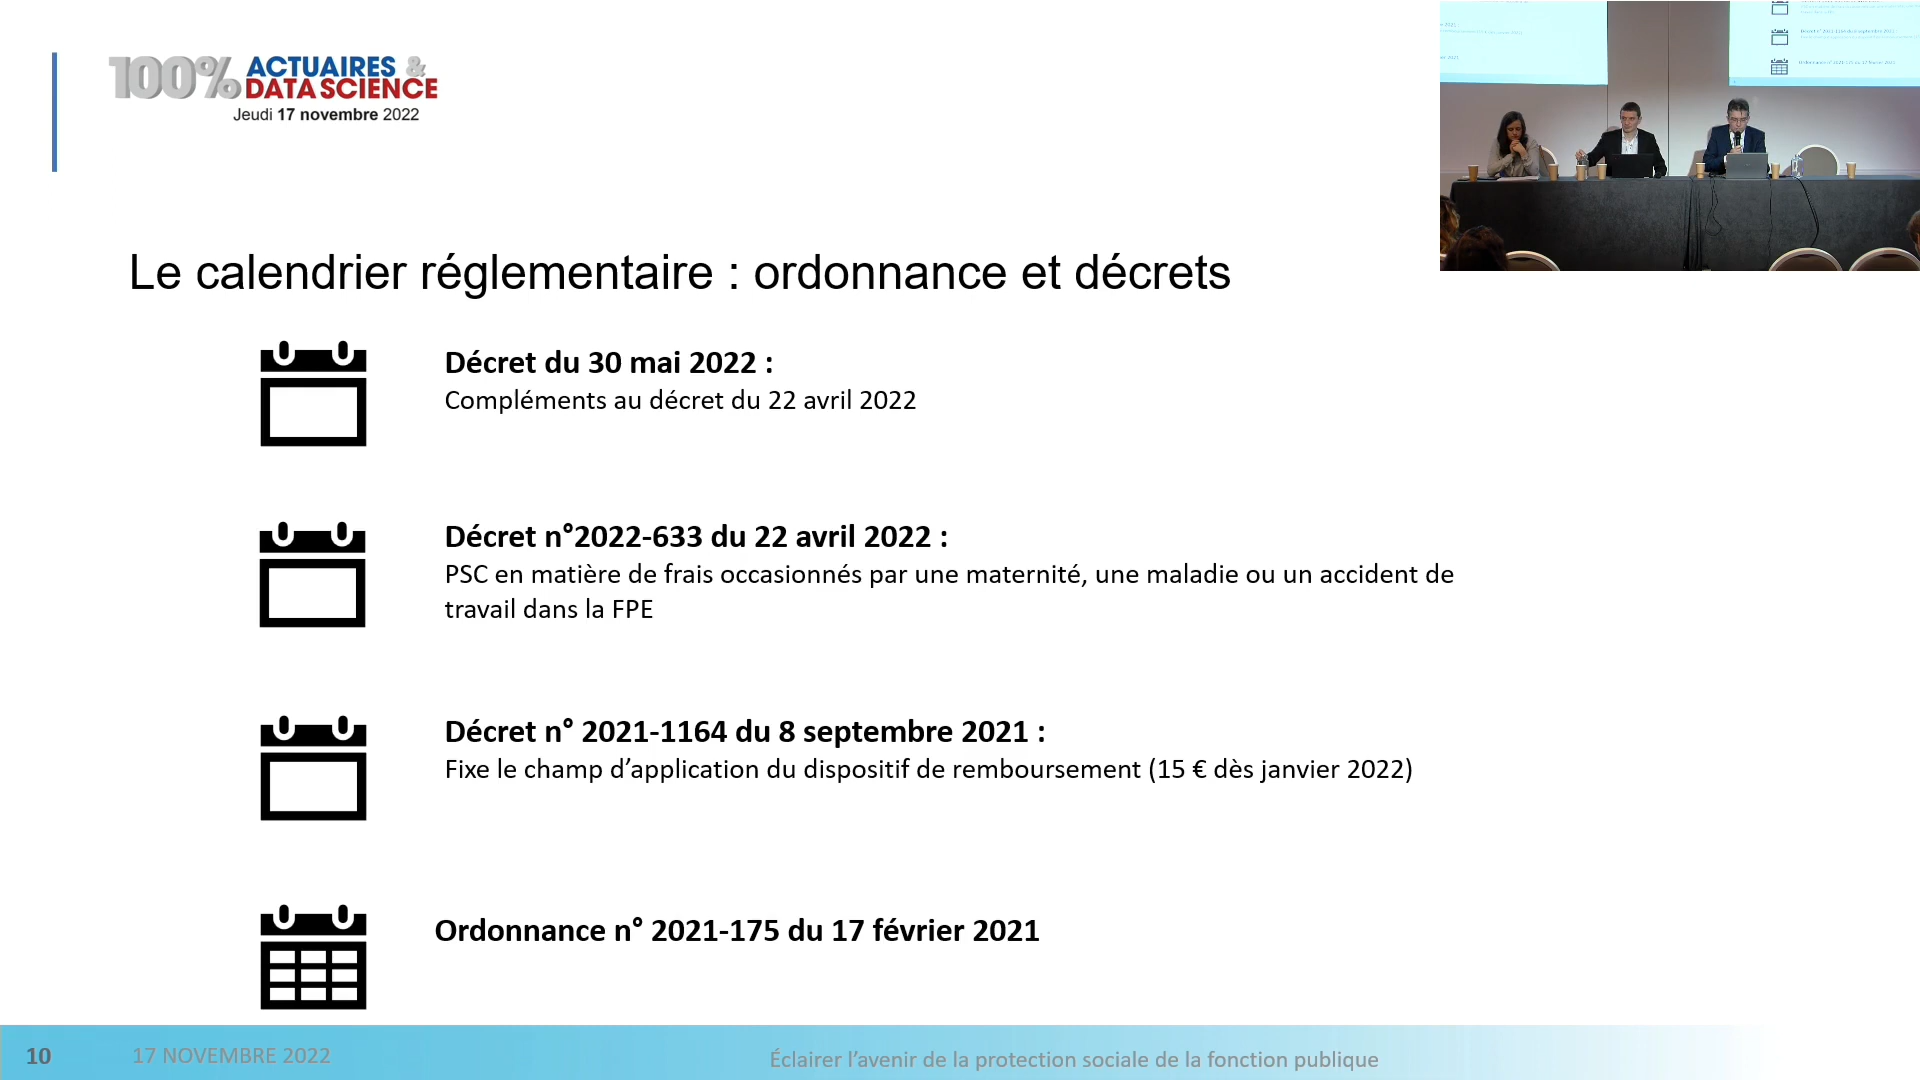 100% ACTUAIRES &
DATA SCIENCE
Jeudi 17 novembre 2022
Le calendrier réglementaire : ordonnance et décrets
Décret du 30 mai 2022 :
Compléments au décret du 22 avril 2022
Décret n°2022-633 du 22 avril 2022 :
PSC en matière de frais occasionnés par une maternité, une maladie ou un accident de
travail dans la FPE
Décret n° 2021-1164 du 8 septembre 2021 :
Fixe le champ d’application du dispositif de remboursement (15 € dès janvier 2022)
Ordonnance n° 2021-175 du 17 février 2021
10
17 NOVEMBRE 2022
Éclairer l’avenir de la protection sociale de la fonction publique